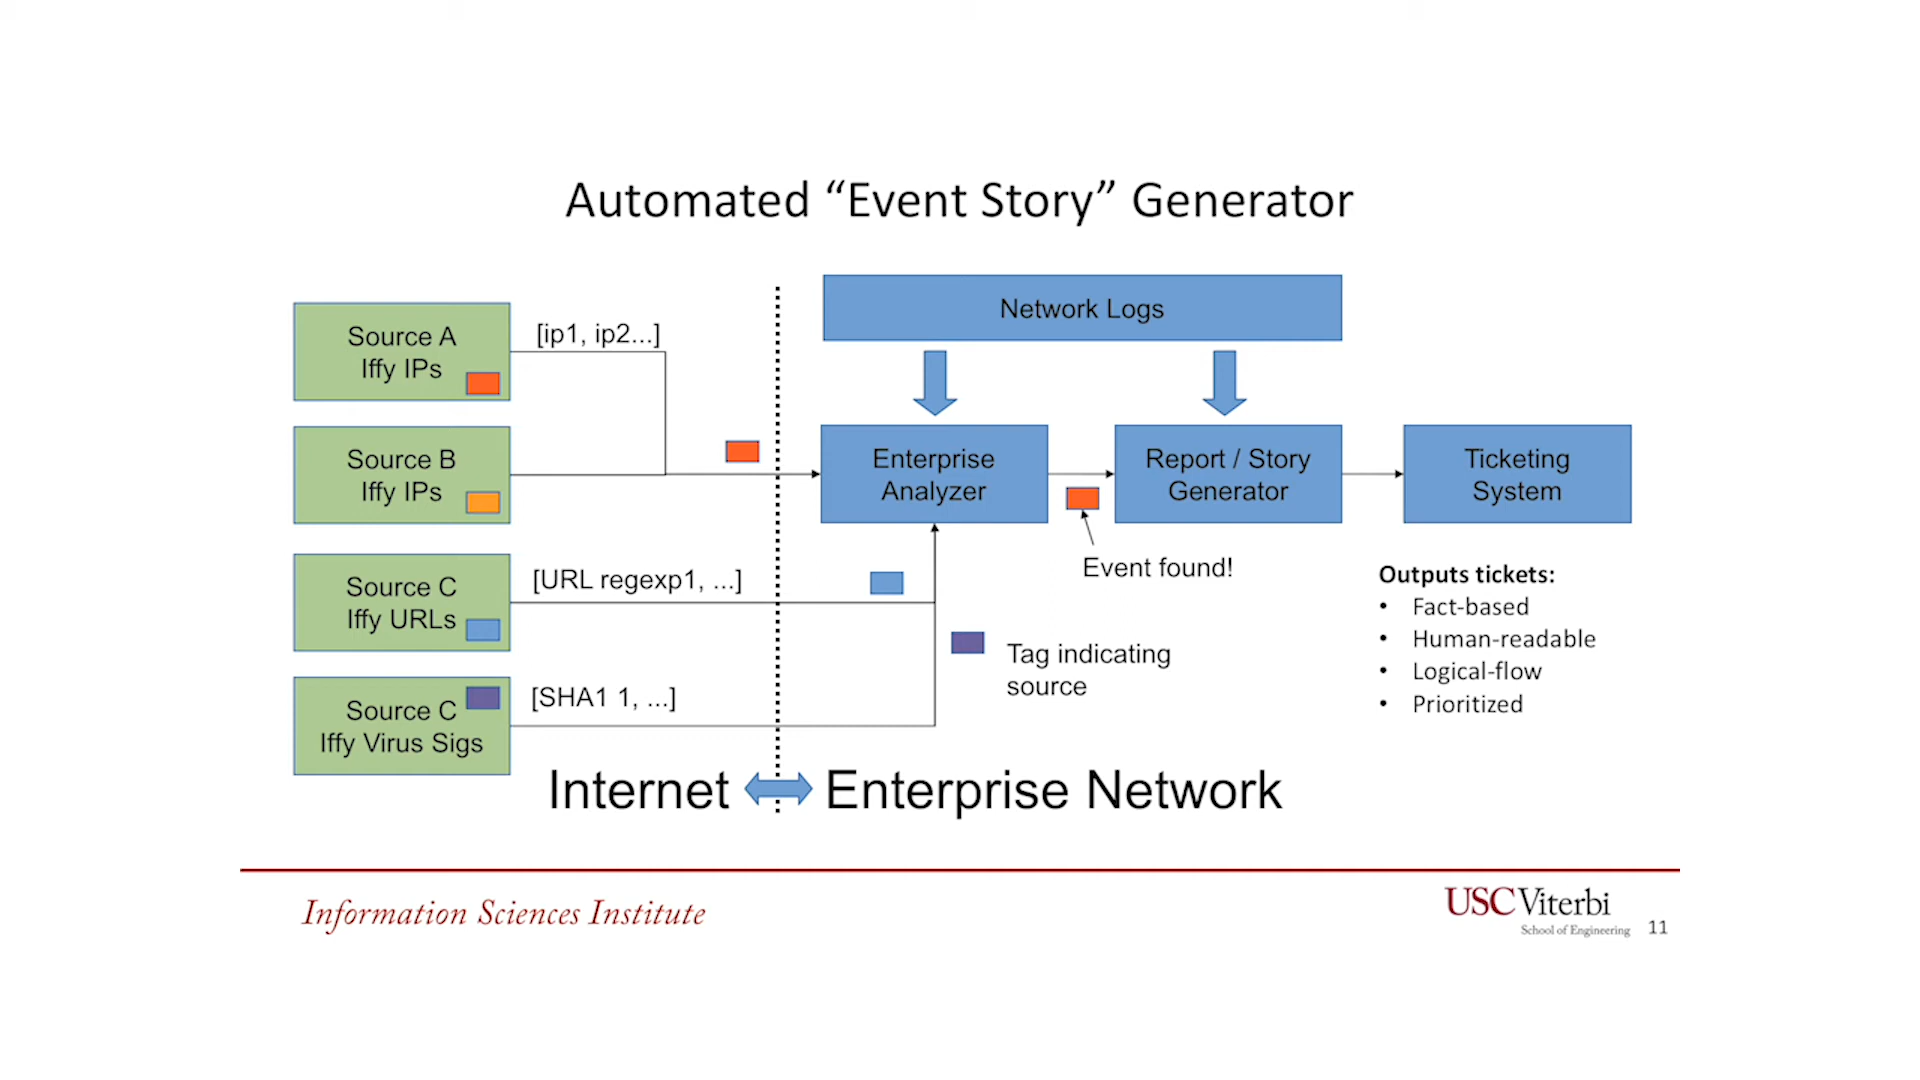 Automated “Event Story” Generator
Source A
Iffy IPs
[ip1, ip2...]
Source B
Iffy IPs
Source C
Iffy URLs
[URL regexp1, ...]
Source C
Iffy Virus Sigs
[SHA1 1, ...]
Network Logs
Enterprise
Analyzer
Report / Story
Generator
Ticketing
System
Event found!
Tag indicating
source
Outputs tickets:
• Fact-based
• Human-readable
• Logical-flow
• Prioritized
Internet
Enterprise Network
Information Sciences Institute
USC Viterbi
School of Engineering
11